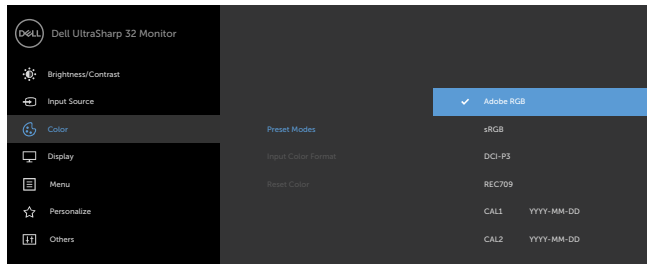 DELL Dell UltraSharp 32 Monitor
Brightness/Contrast
Input Source
Adobe RGB
Color
Preset Modes
sRGB
Display
Input Color Format
DCI-P3
Menu
Reset Color
REC709
Personalize
CAL1 YYYY-MM-DD
Others
CAL2 YYYY-MM-DD